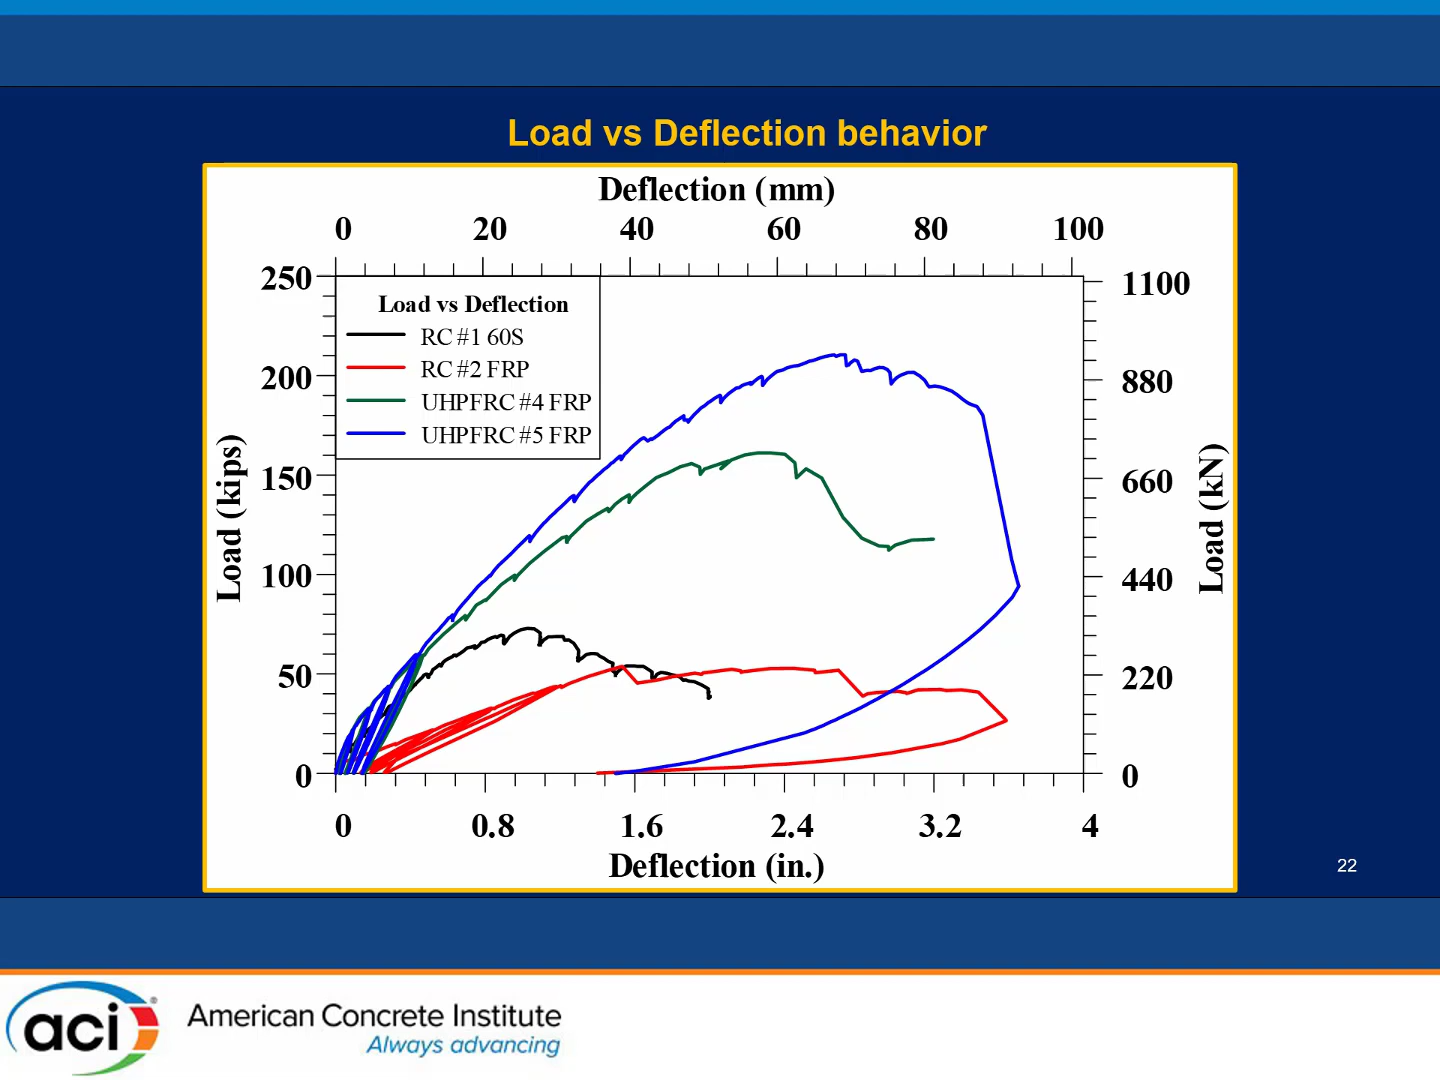 Load vs Deflection behavior
Deflection (mm)
0 20 40 60 80 100
250 200 150 100 50 0
Load (kips)
Load vs Deflection
RC #1 60S
RC #2 FRP
UHPFRC #4 FRP
UHPFRC #5 FRP
1100 880 660 440 220 0
Load (kN)
0 0.8 1.6 2.4 3.2 4
Deflection (in.)
22
aci®
American Concrete Institute
Always advancing